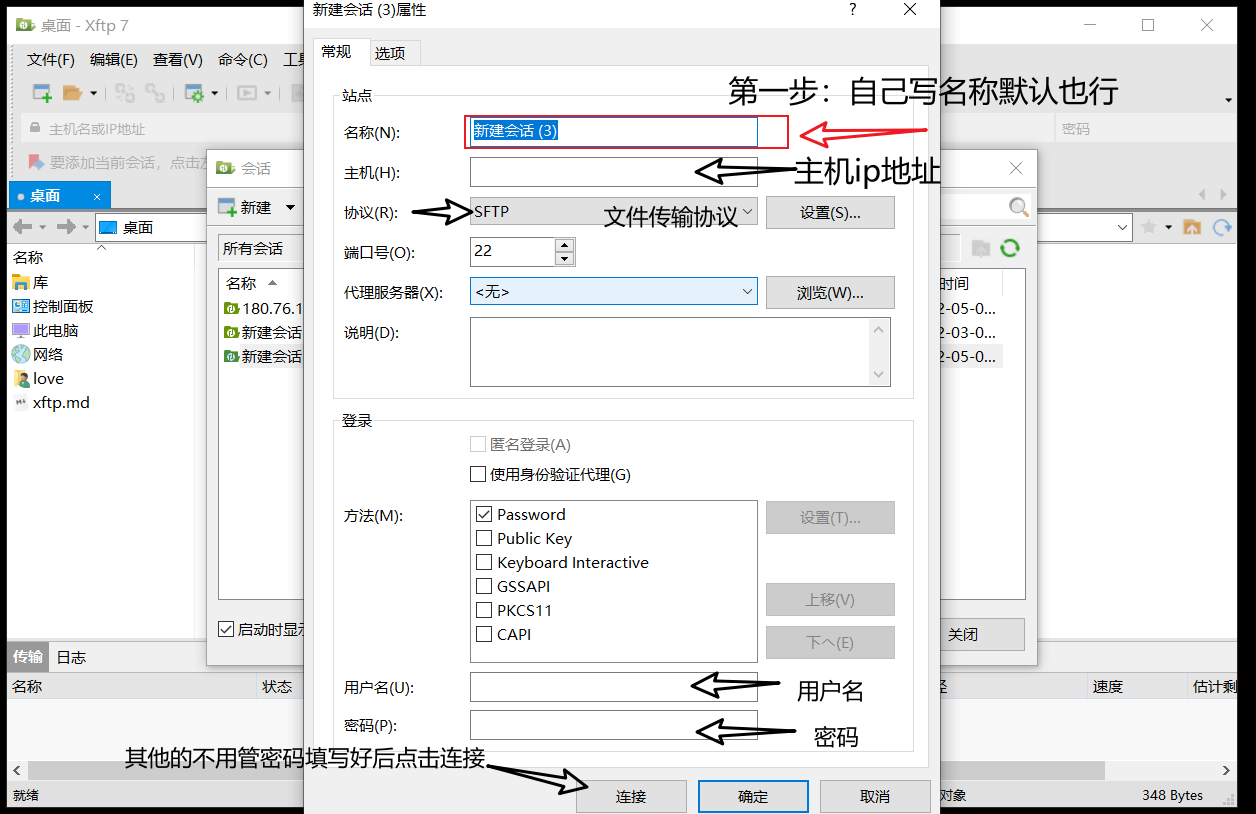 新建会话 (3)属性
?
桌面 - Xftp 7
文件(F) 编辑(E) 查看(V) 命令(C)
常规
选项
主机名或IP地址
密码
要添加当前会话，点击
桌面
会话
新建
桌面
所有会话
名称
时间
180.76.1
2-05-0...
新建会话
2-03-0...
新建会话
2-05-0...
名称
库
控制面板
此电脑
网络
love
xftp.md
站点
第一步：自己写名称默认也行
名称(N):
新建会话 (3)
主机(H):
主机ip地址
协议(R):
SFTP
文件传输协议
设置(S)...
端口号(O):
22
代理服务器(X):
<无>
浏览(W)...
说明(D):
登录
匿名登录(A)
使用身份验证代理(G)
方法(M):
Password
Public Key
Keyboard Interactive
GSSAPI
PKCS11
CAPI
设置(T)...
上移(V)
下へ(E)
启动时显示
关闭
用户名(U):
用户名
密码(P):
密码
其他的不用管密码填写好后点击连接
连接
确定
取消
传输
日志
名称
状态
速度
估计剩
就绪
对象
348 Bytes